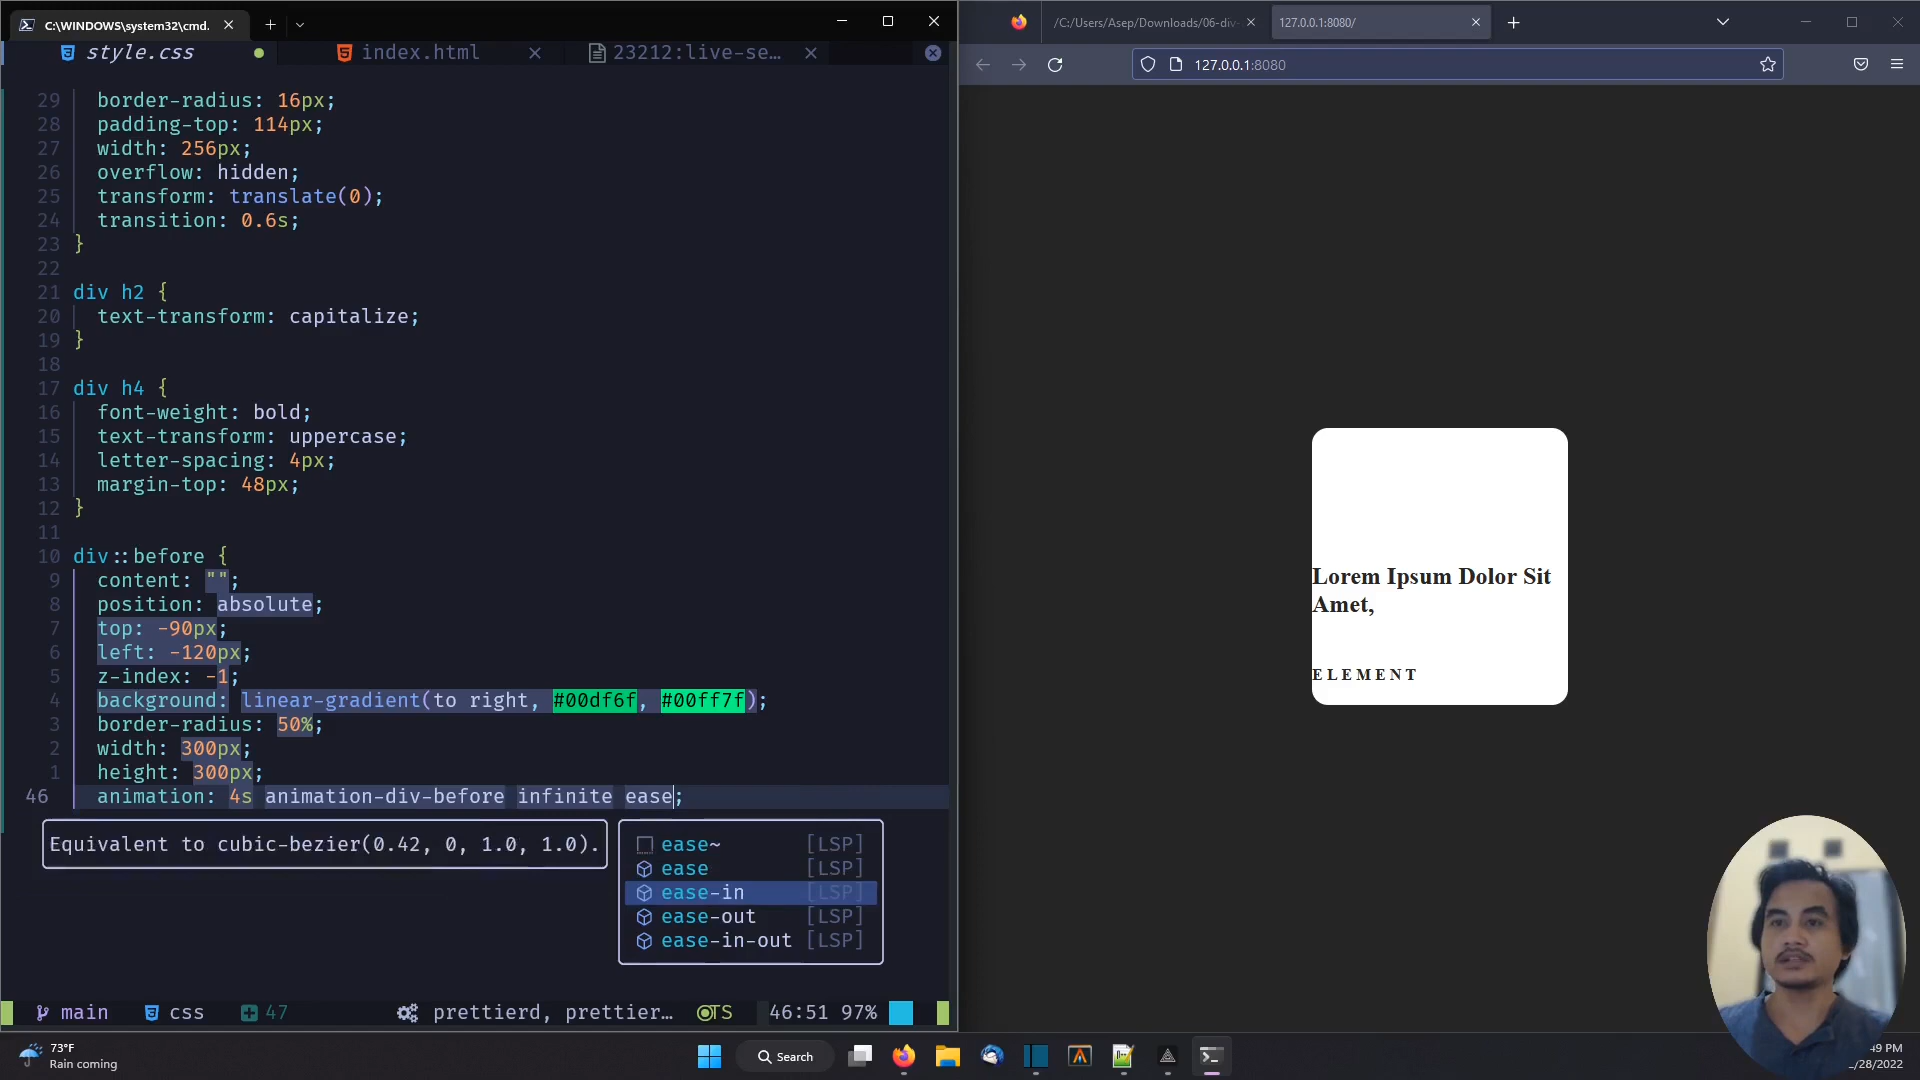 C:\WINDOWS\system32\cmd.
style.css
index.html
23212:live-se…
29 border-radius: 16px;
28 padding-top: 114px;
27 width: 256px;
26 overflow: hidden;
25 transform: translate(0);
24 transition: 0.6s;
23 }
22
21 div h2 {
20 text-transform: capitalize;
19 }
18
17 div h4 {
16 font-weight: bold;
15 text-transform: uppercase;
14 letter-spacing: 4px;
13 margin-top: 48px;
12 }
11
10 div::before {
9 content: "";
8 position: absolute;
7 top: -90px;
6 left: -120px;
5 z-index: -1;
4 background: linear-gradient(to right, #00df6f, #00ff7f);
3 border-radius: 50%;
2 width: 300px;
1 height: 300px;
46 animation: 4s animation-div-before infinite ease;
Equivalent to cubic-bezier(0.42, 0, 1.0, 1.0).
ease~ [LSP]
ease [LSP]
ease-in [LSP]
ease-out [LSP]
ease-in-out [LSP]
main css 47 prettierd, prettier… TS 46:51 97%
/C:/Users/Asep/Downloads/06-div-
127.0.0.1:8080/
127.0.0.1:8080
Lorem Ipsum Dolor Sit
Amet,
ELEMENT
73°F
Rain coming
Search
49 PM
/28/2022